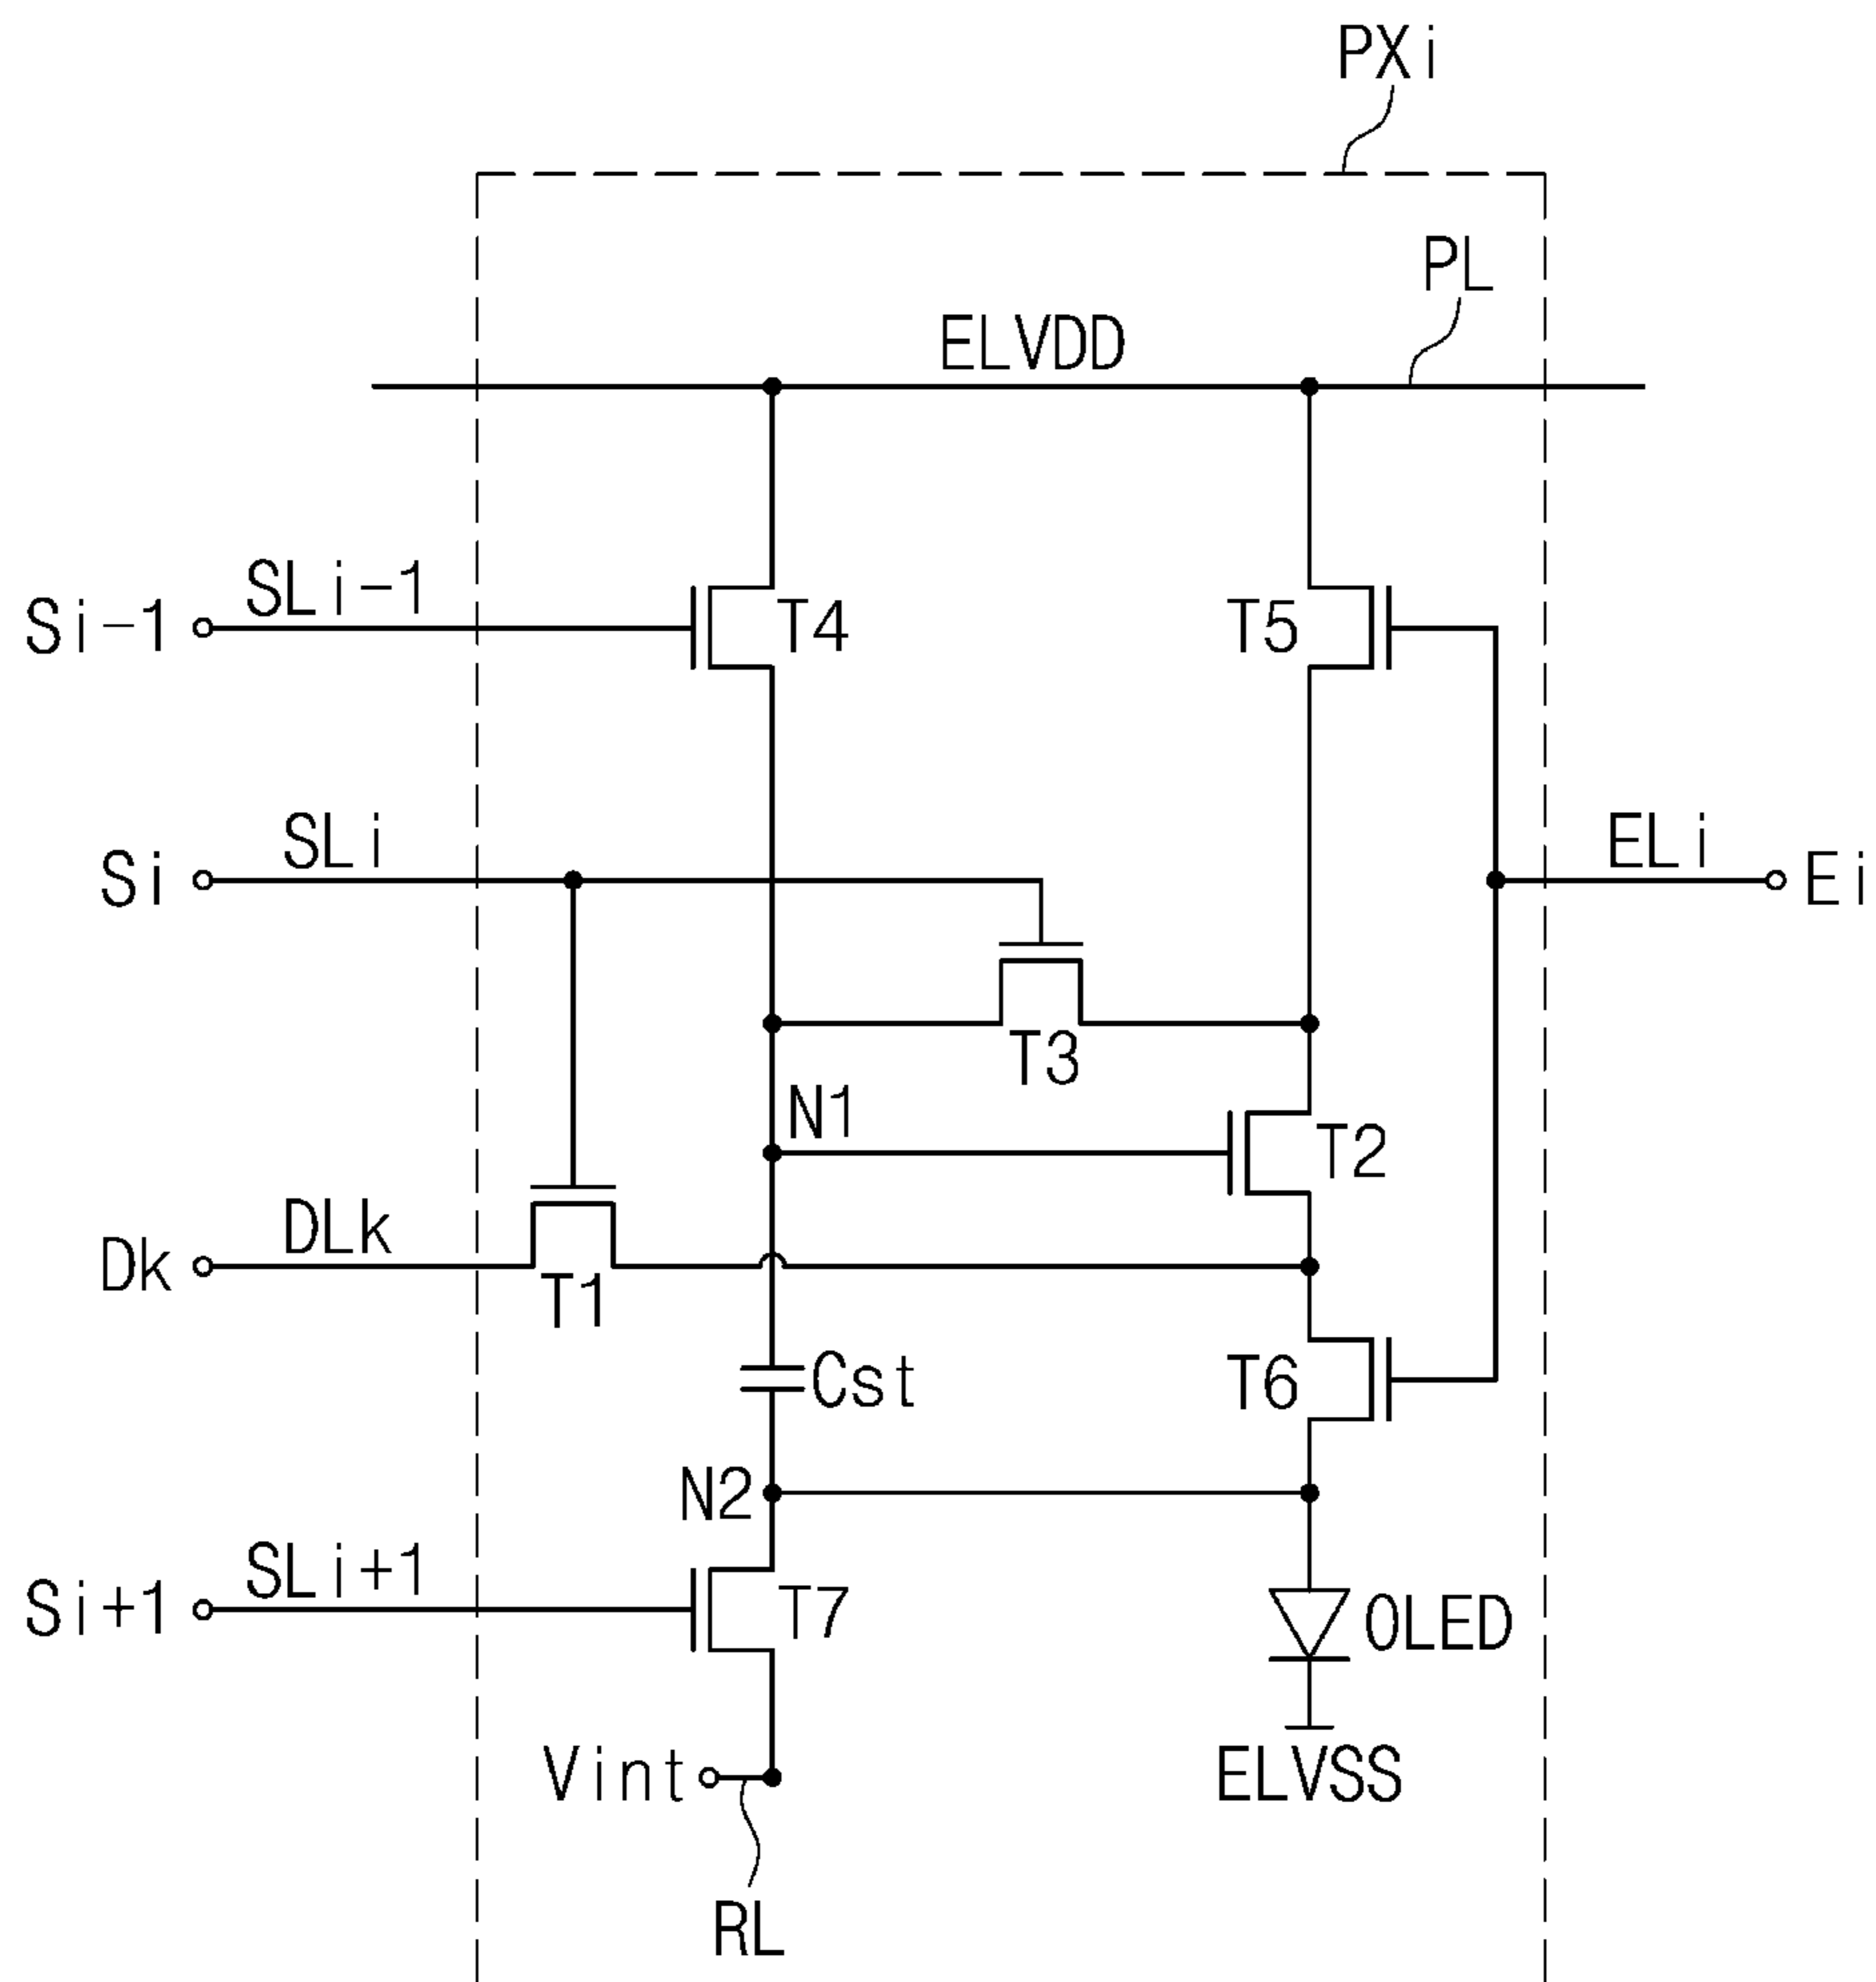 PXi
PL
ELVDD
SLi-1
Si-1
T4
T5
SLi
Si
ELi
Ei
T3
N1
T2
DLk
Dk
T1
Cst
T6
N2
SLi+1
Si+1
T7
OLED
Vint
ELVSS
RL